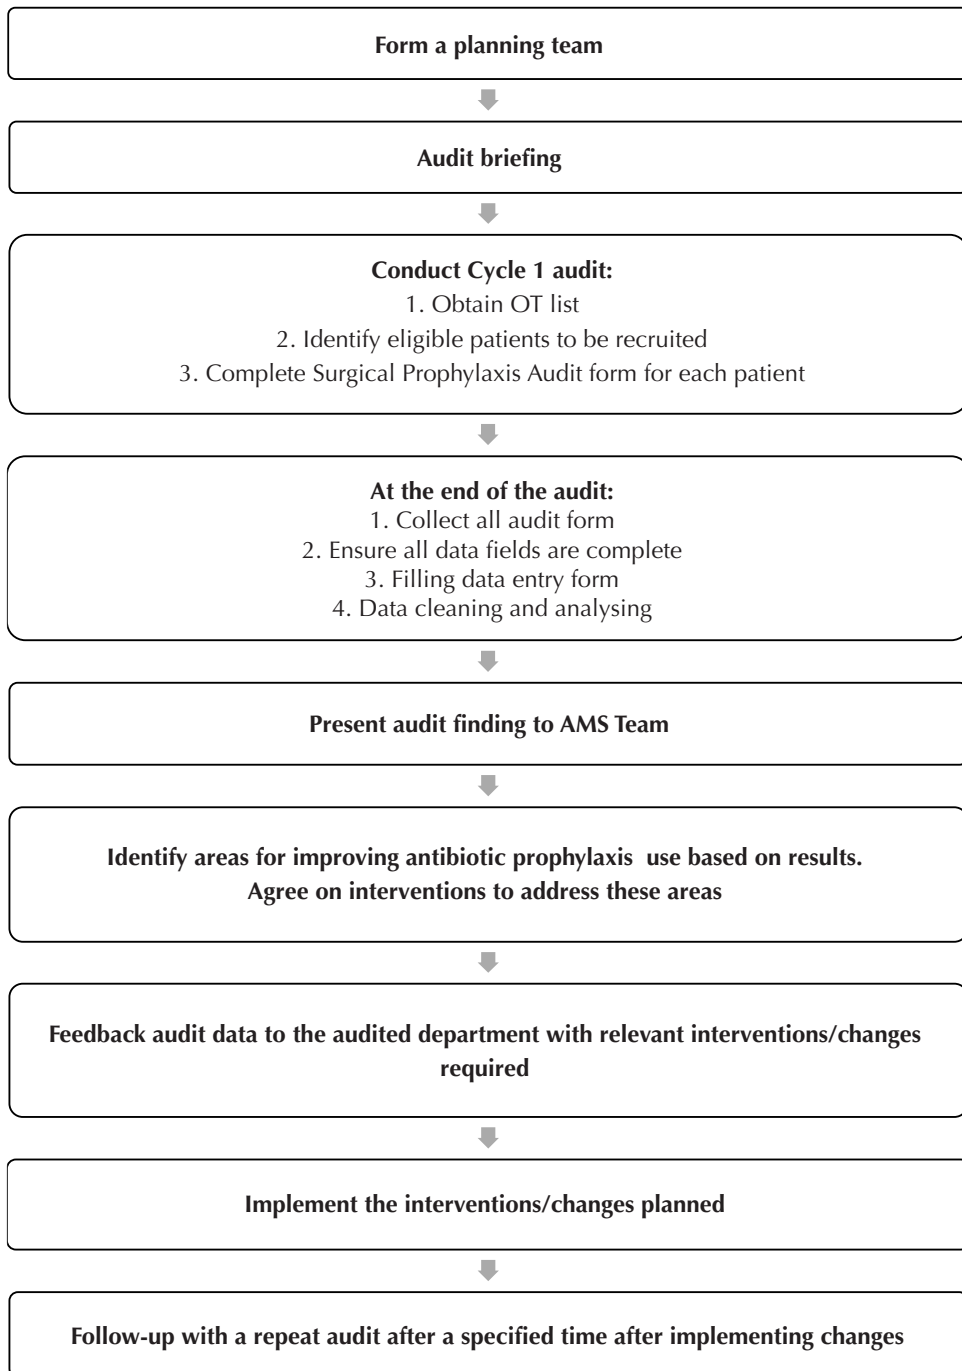 Form a planning team
Audit briefing
Conduct Cycle 1 audit:
1. Obtain OT list
2. Identify eligible patients to be recruited
3. Complete Surgical Prophylaxis Audit form for each patient
At the end of the audit:
1. Collect all audit form
2. Ensure all data fields are complete
3. Filling data entry form
4. Data cleaning and analysing
Present audit finding to AMS Team
Identify areas for improving antibiotic prophylaxis  use based on results.
Agree on interventions to address these areas
Feedback audit data to the audited department with relevant interventions/changes
required
Implement the interventions/changes planned
Follow-up with a repeat audit after a specified time after implementing changes